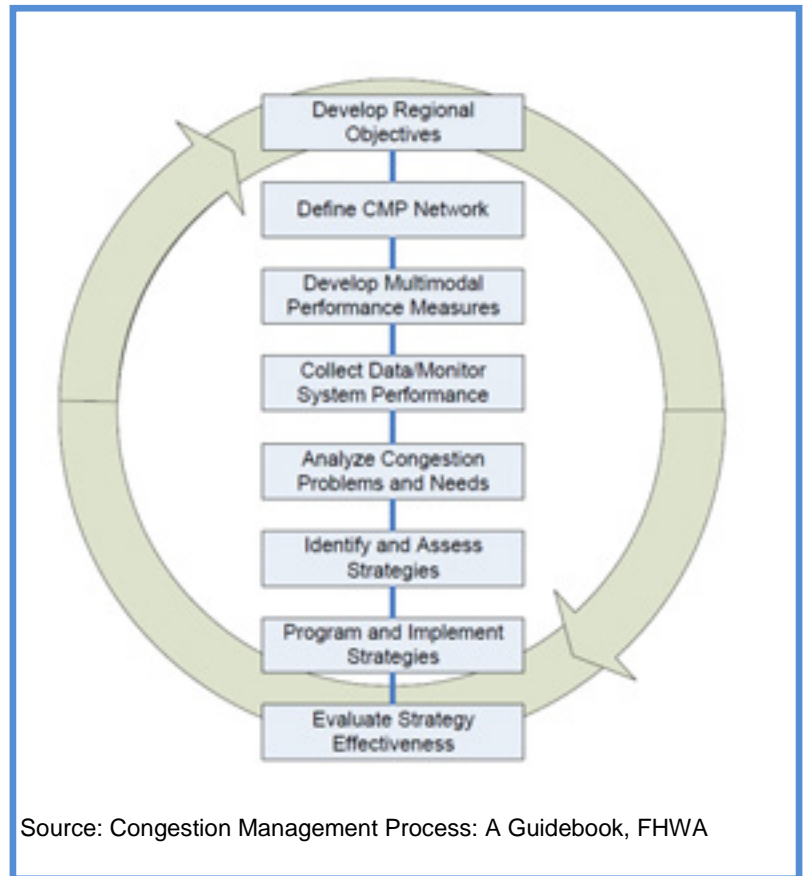 Develop Regional
Objectives
Define CMP Network
Develop Multimodal
Performance Measures
Collect Data/Monitor
System Performance
Analyze Congestion
Problems and Needs
Identify and Assess
Strategies
Program and Implement
Strategies
Evaluate Strategy
Effectiveness
Source: Congestion Management Process: A Guidebook, FHWA